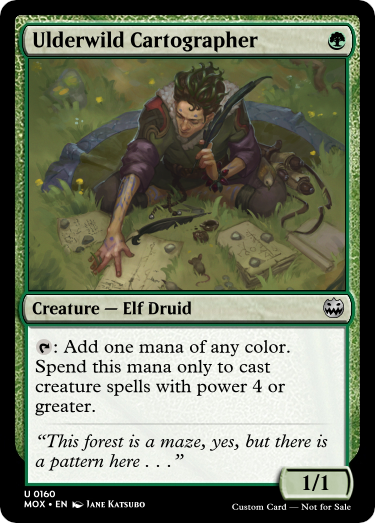 Ulderwild Cartographer
Creature — Elf Druid
: Add one mana of any color.
Spend this mana only to cast
creature spells with power 4 or
greater.
“This forest is a maze, yes, but there is
a pattern here . . .”
1/1
U 0160
MOX • EN Jane Katsubo
Custom Card — Not for Sale